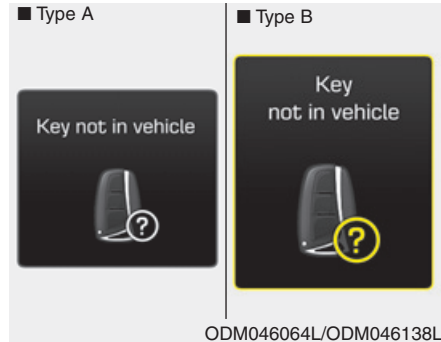 ■ Type A
Key not in vehicle
?
■ Type B
Key
not in vehicle
?
ODM046064L/ODM046138L